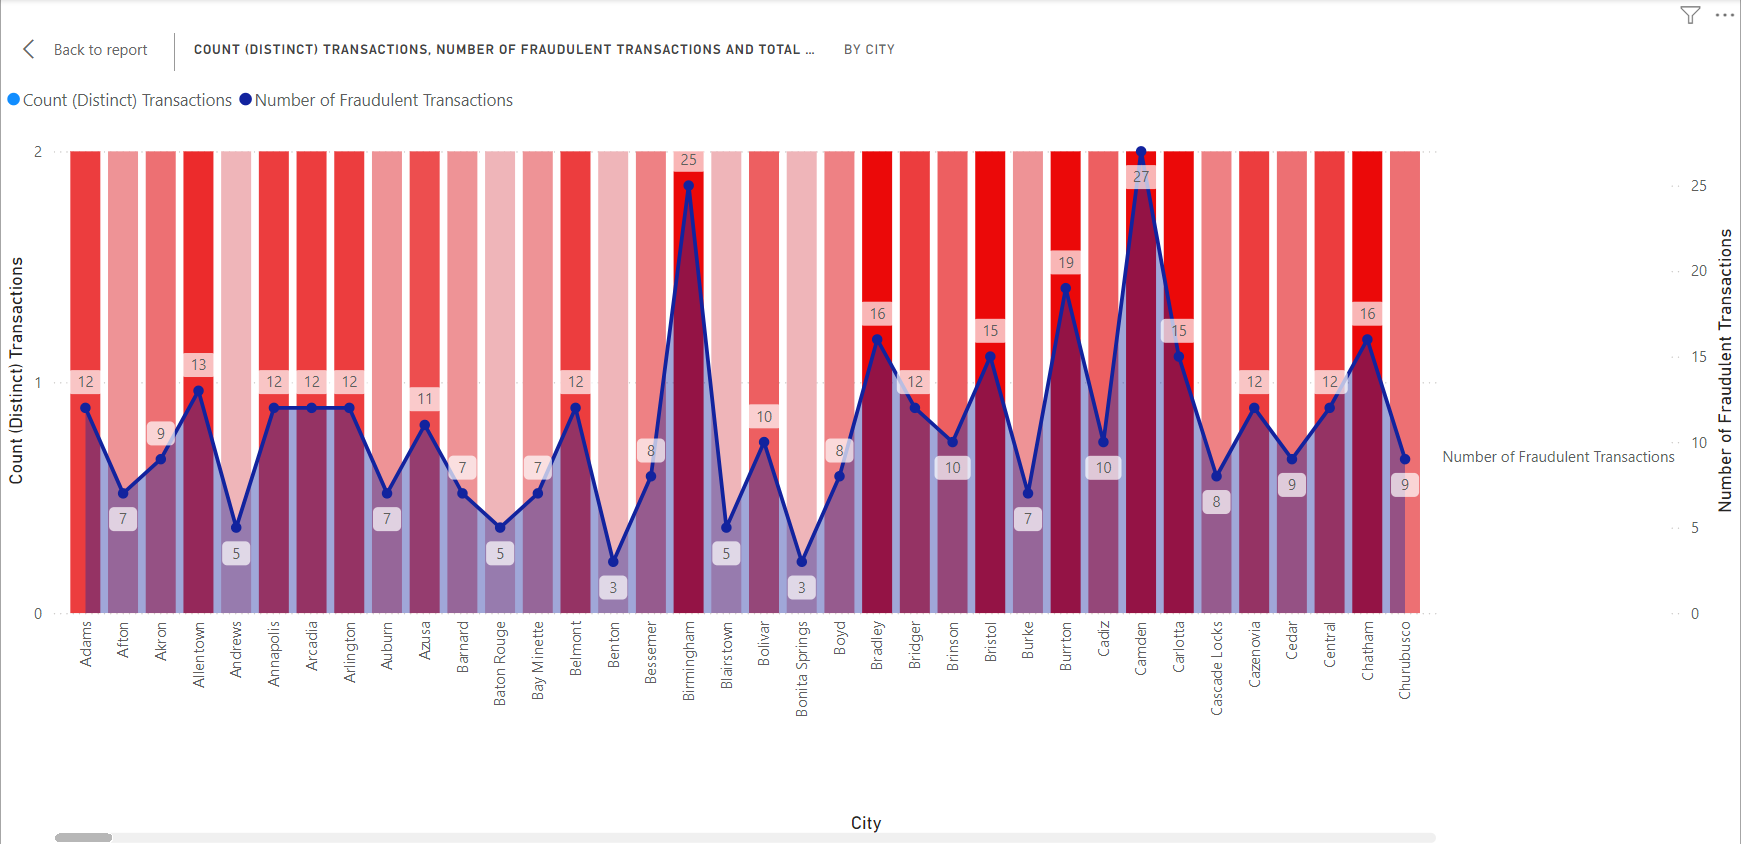 Back to report
COUNT (DISTINCT) TRANSACTIONS, NUMBER OF FRAUDULENT TRANSACTIONS AND TOTAL ...
BY CITY
Count (Distinct) Transactions
Number of Fraudulent Transactions
Count (Distinct) Transactions
2
1
0
12
7
9
13
5
12
12
12
7
11
7
5
7
12
3
8
25
5
10
3
8
16
12
10
15
7
19
10
27
15
8
12
9
12
16
9
Number of Fraudulent Transactions
25
20
15
10
5
0
Number of Fraudulent Transactions
Adams
Afton
Akron
Allentown
Andrews
Annapolis
Arcadia
Arlington
Auburn
Azusa
Barnard
Baton Rouge
Bay Minette
Belmont
Benton
Bessemer
Birmingham
Blairstown
Bolivar
Bonita Springs
Boyd
Bradley
Bridger
Brinson
Bristol
Burke
Burrton
Cadiz
Camden
Carlotta
Cascade Locks
Cazenovia
Cedar
Central
Chatham
Churubusco
City